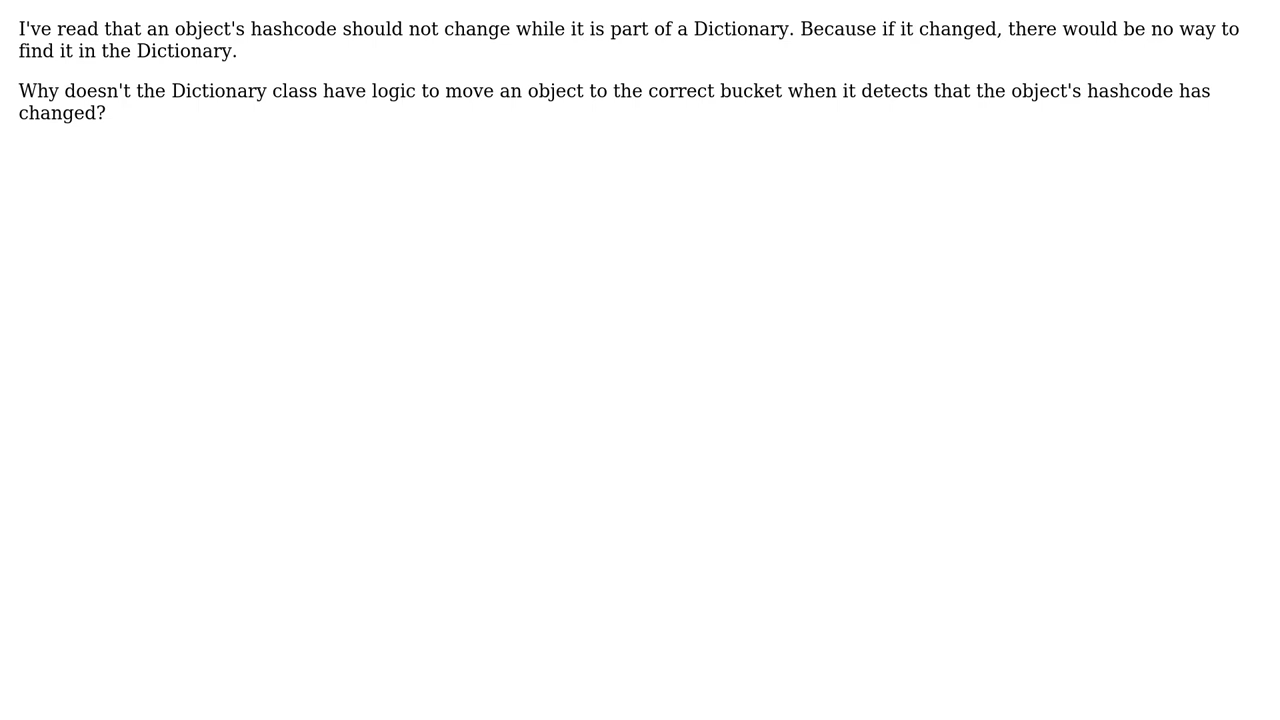 I've read that an object's hashcode should not change while it is part of a Dictionary. Because if it changed, there would be no way to
find it in the Dictionary.
Why doesn't the Dictionary class have logic to move an object to the correct bucket when it detects that the object's hashcode has
changed?